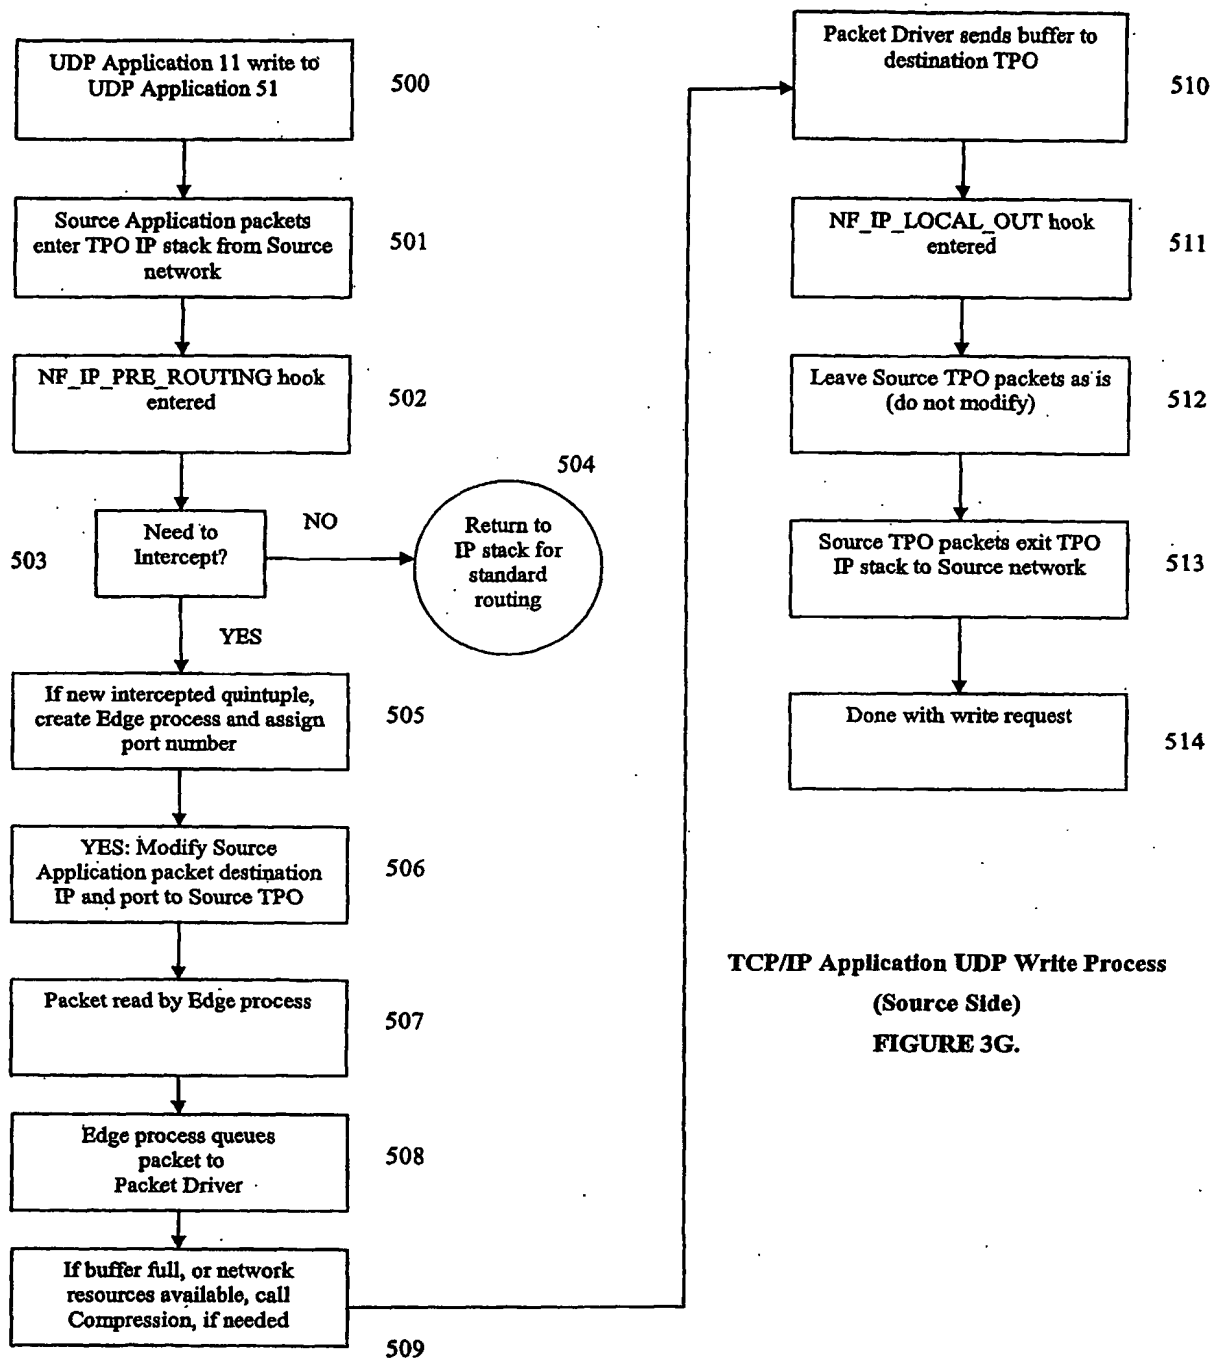 UDP Application 11 write to
UDP Application 51
500
Source Application packets
enter TPO IP stack from Source
network
501
NF_IP_PRE_ROUTING hook
entered
502
503
Need to
Intercept?
NO
504
Return to
IP stack for
standard
routing
YES
If new intercepted quintuple,
create Edge process and assign
port number
505
YES: Modify Source
Application packet destination
IP and port to Source TPO
506
Packet read by Edge process
507
Edge process queues
packet to
Packet Driver
508
If buffer full, or network
resources available, call
Compression, if needed
509
Packet Driver sends buffer to
destination TPO
510
NF_IP_LOCAL_OUT hook
entered
511
Leave Source TPO packets as is
(do not modify)
512
Source TPO packets exit TPO
IP stack to Source network
513
Done with write request
514
TCP/IP Application UDP Write Process
(Source Side)
FIGURE 3G.